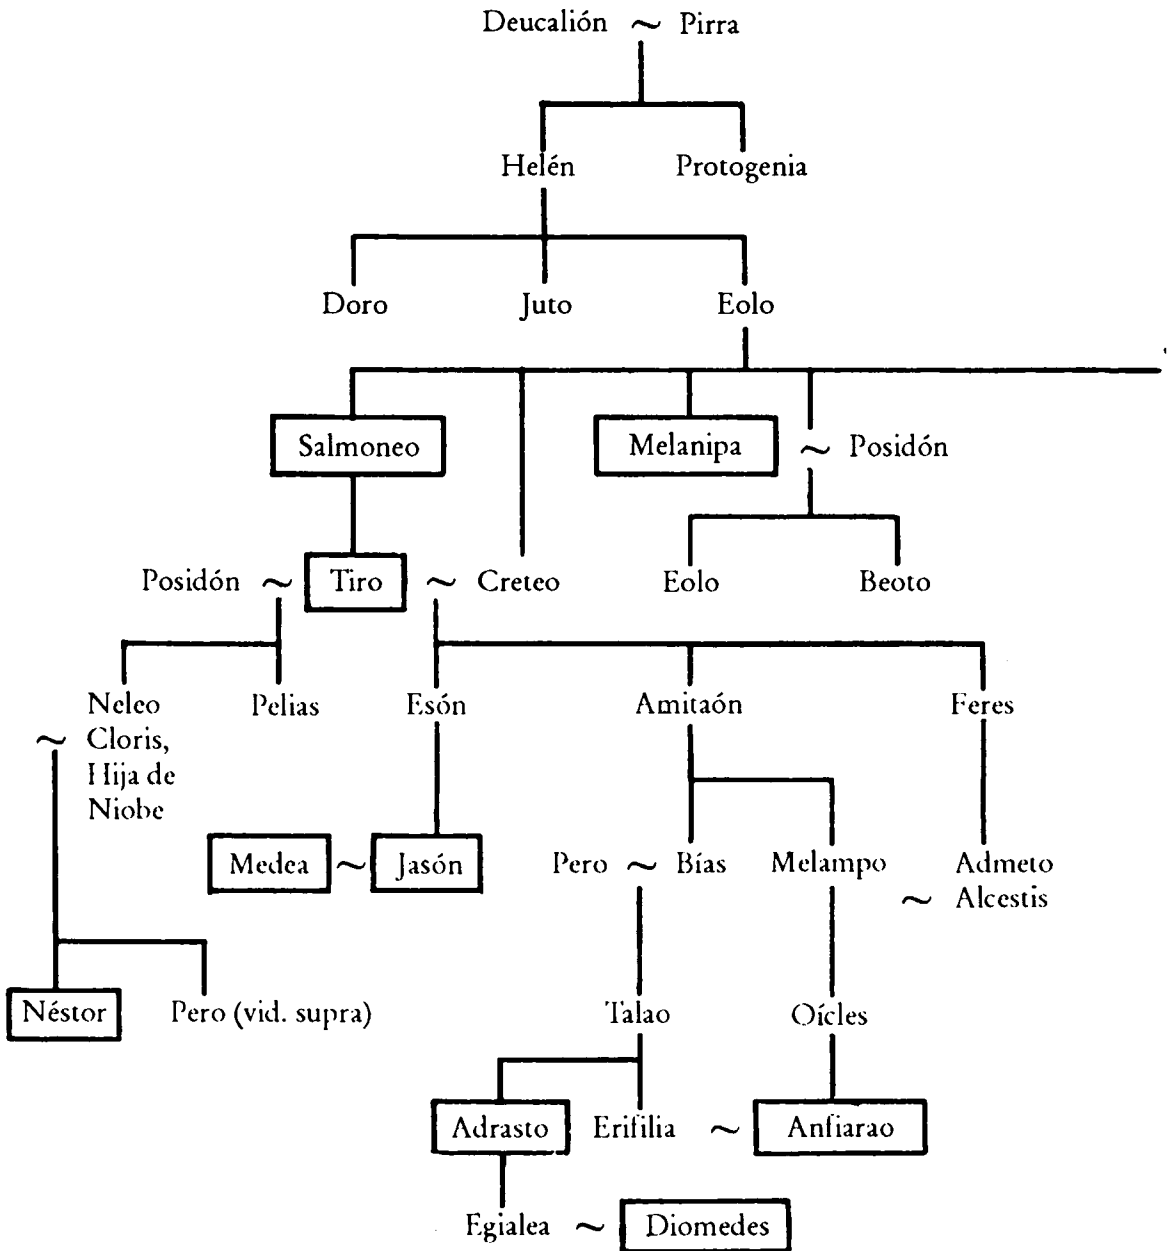 Deucalión ~ Pirra
Helén Protogenia
Doro Juto Eolo
Salmoneo Melanipa ~ Posidón
Posidón ~ Tiro ~ Creteo Eolo Beoto
Neleo Pelias Esón Amitaón Feres
~ Cloris,
Hija de
Niobe
Medea ~ Jasón Pero ~ Bías Melampo Admeto
~ Alcestis
Néstor Pero (vid. supra) Talao Oícles
Adrasto Erifilia ~ Anfiarao
Egialea ~ Diomedes